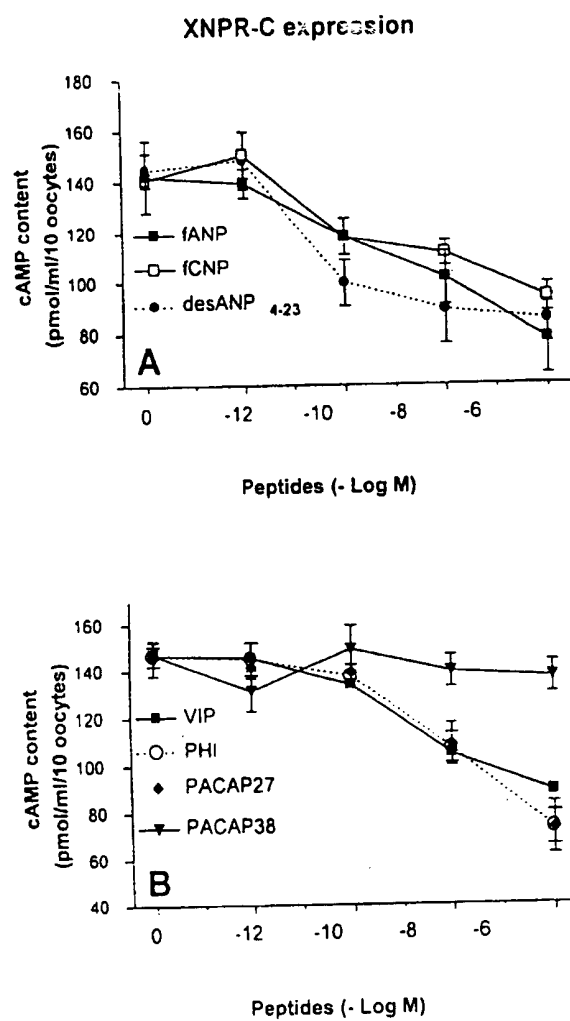 XNPR-C expression
180
160
140
120
100
80
60
cAMP content
(pmol/ml/10 oocytes)
fANP
fCNP
desANP 4-23
A
0 -12 -10 -8 -6
Peptides (- Log M)
160
140
120
100
80
60
40
cAMP content
(pmol/ml/10 oocytes)
VIP
PHI
PACAP27
PACAP38
B
0 -12 -10 -8 -6
Peptides (- Log M)